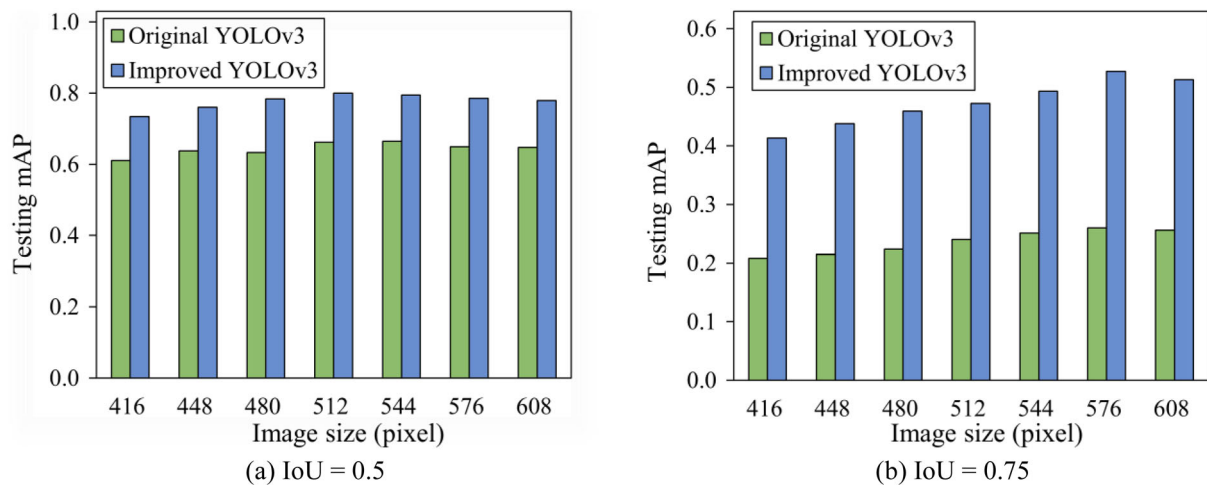 1.0
0.8
0.6
0.4
0.2
0.0
Testing mAP
Original YOLOv3
Improved YOLOv3
416 448 480 512 544 576 608
Image size (pixel)
(a) IoU = 0.5
0.6
0.5
0.4
0.3
0.2
0.1
0.0
Testing mAP
Original YOLOv3
Improved YOLOv3
416 448 480 512 544 576 608
Image size (pixel)
(b) IoU = 0.75